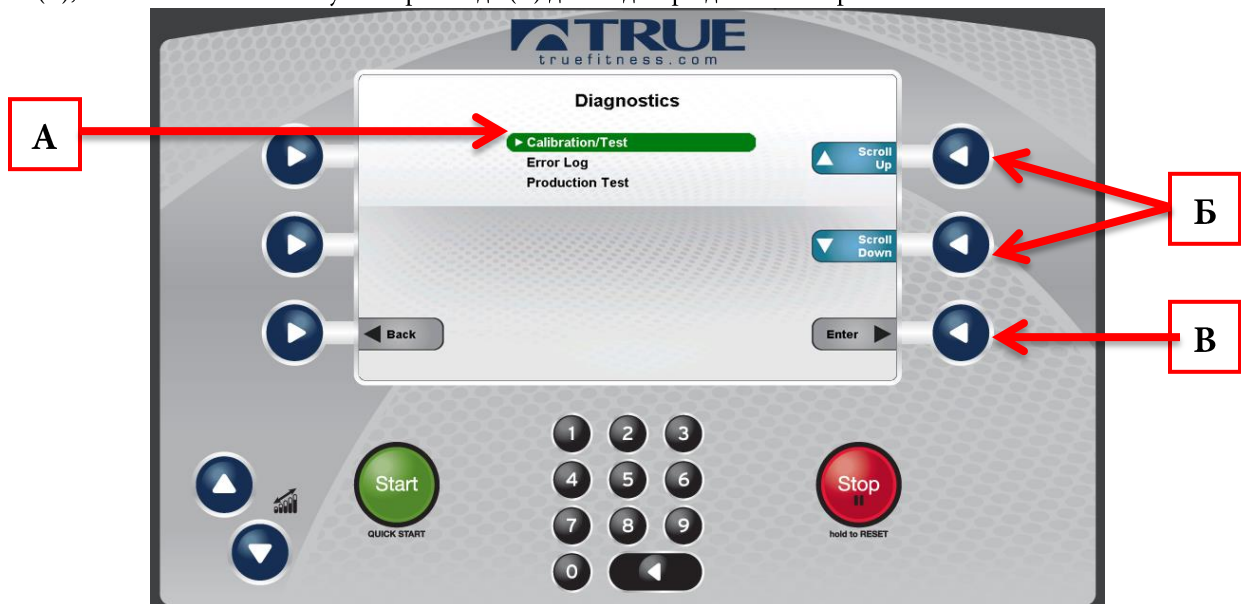 TRUE
truefitness.com
Diagnostics
А
Calibration/Test
Error Log
Production Test
Scroll
Up
Б
Scroll
Down
Back
Enter
В
1 2 3
4 5 6
7 8 9
0
Start
QUICK START
Stop
hold to RESET